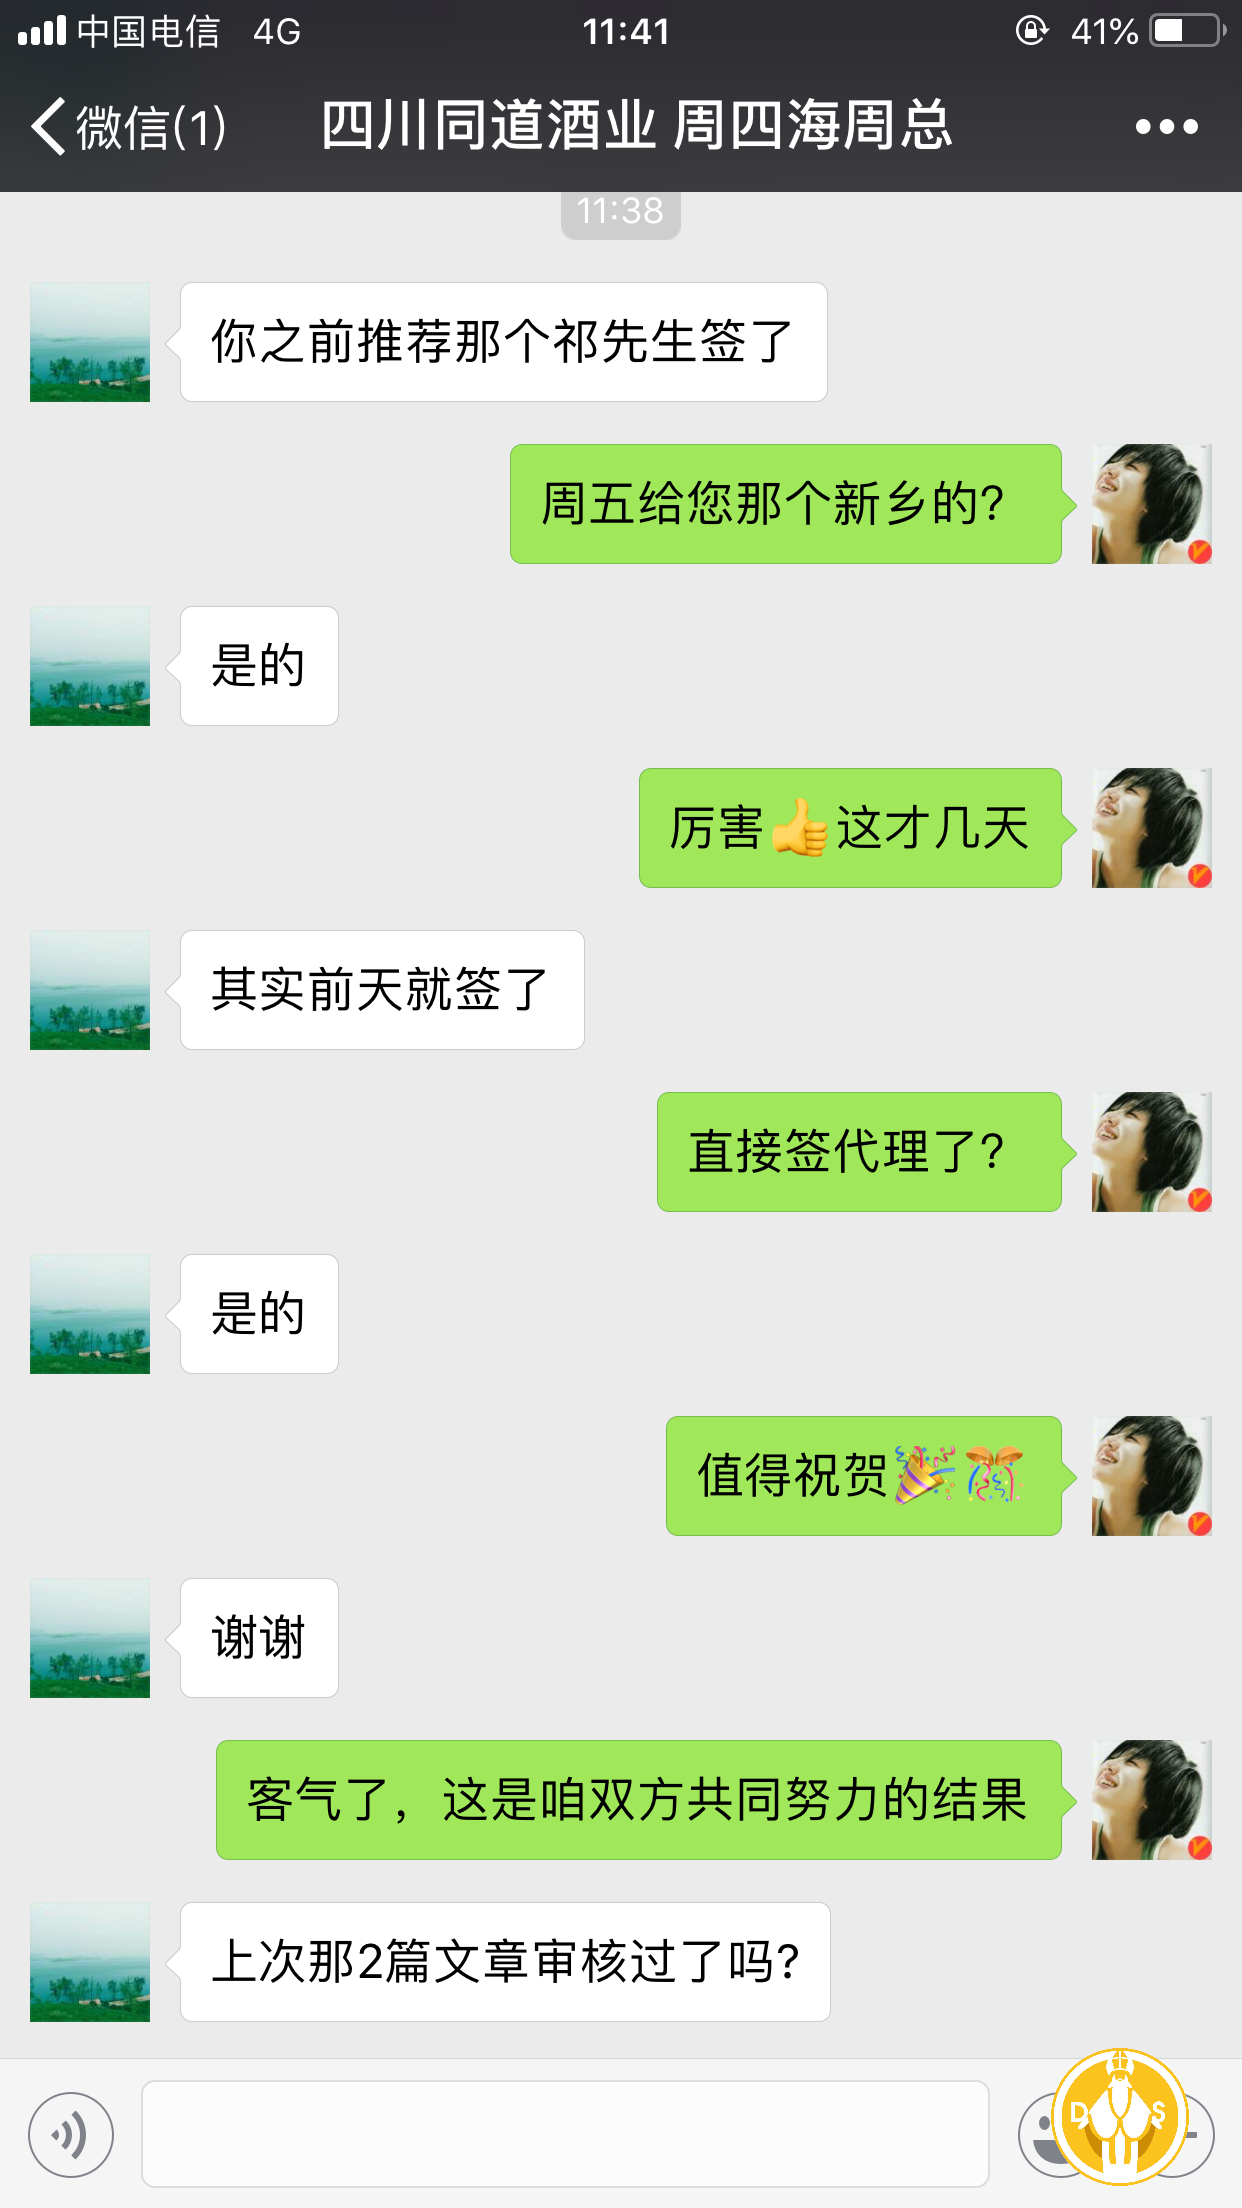 中国电信 4G 11:41 41%
微信(1) 四川同道酒业 周四海周总
11:38
你之前推荐那个祁先生签了
周五给您那个新乡的?
是的
厉害👍这才几天
其实前天就签了
直接签代理了?
是的
值得祝贺🎉🎊
谢谢
客气了，这是咱双方共同努力的结果
上次那2篇文章审核过了吗?
D S